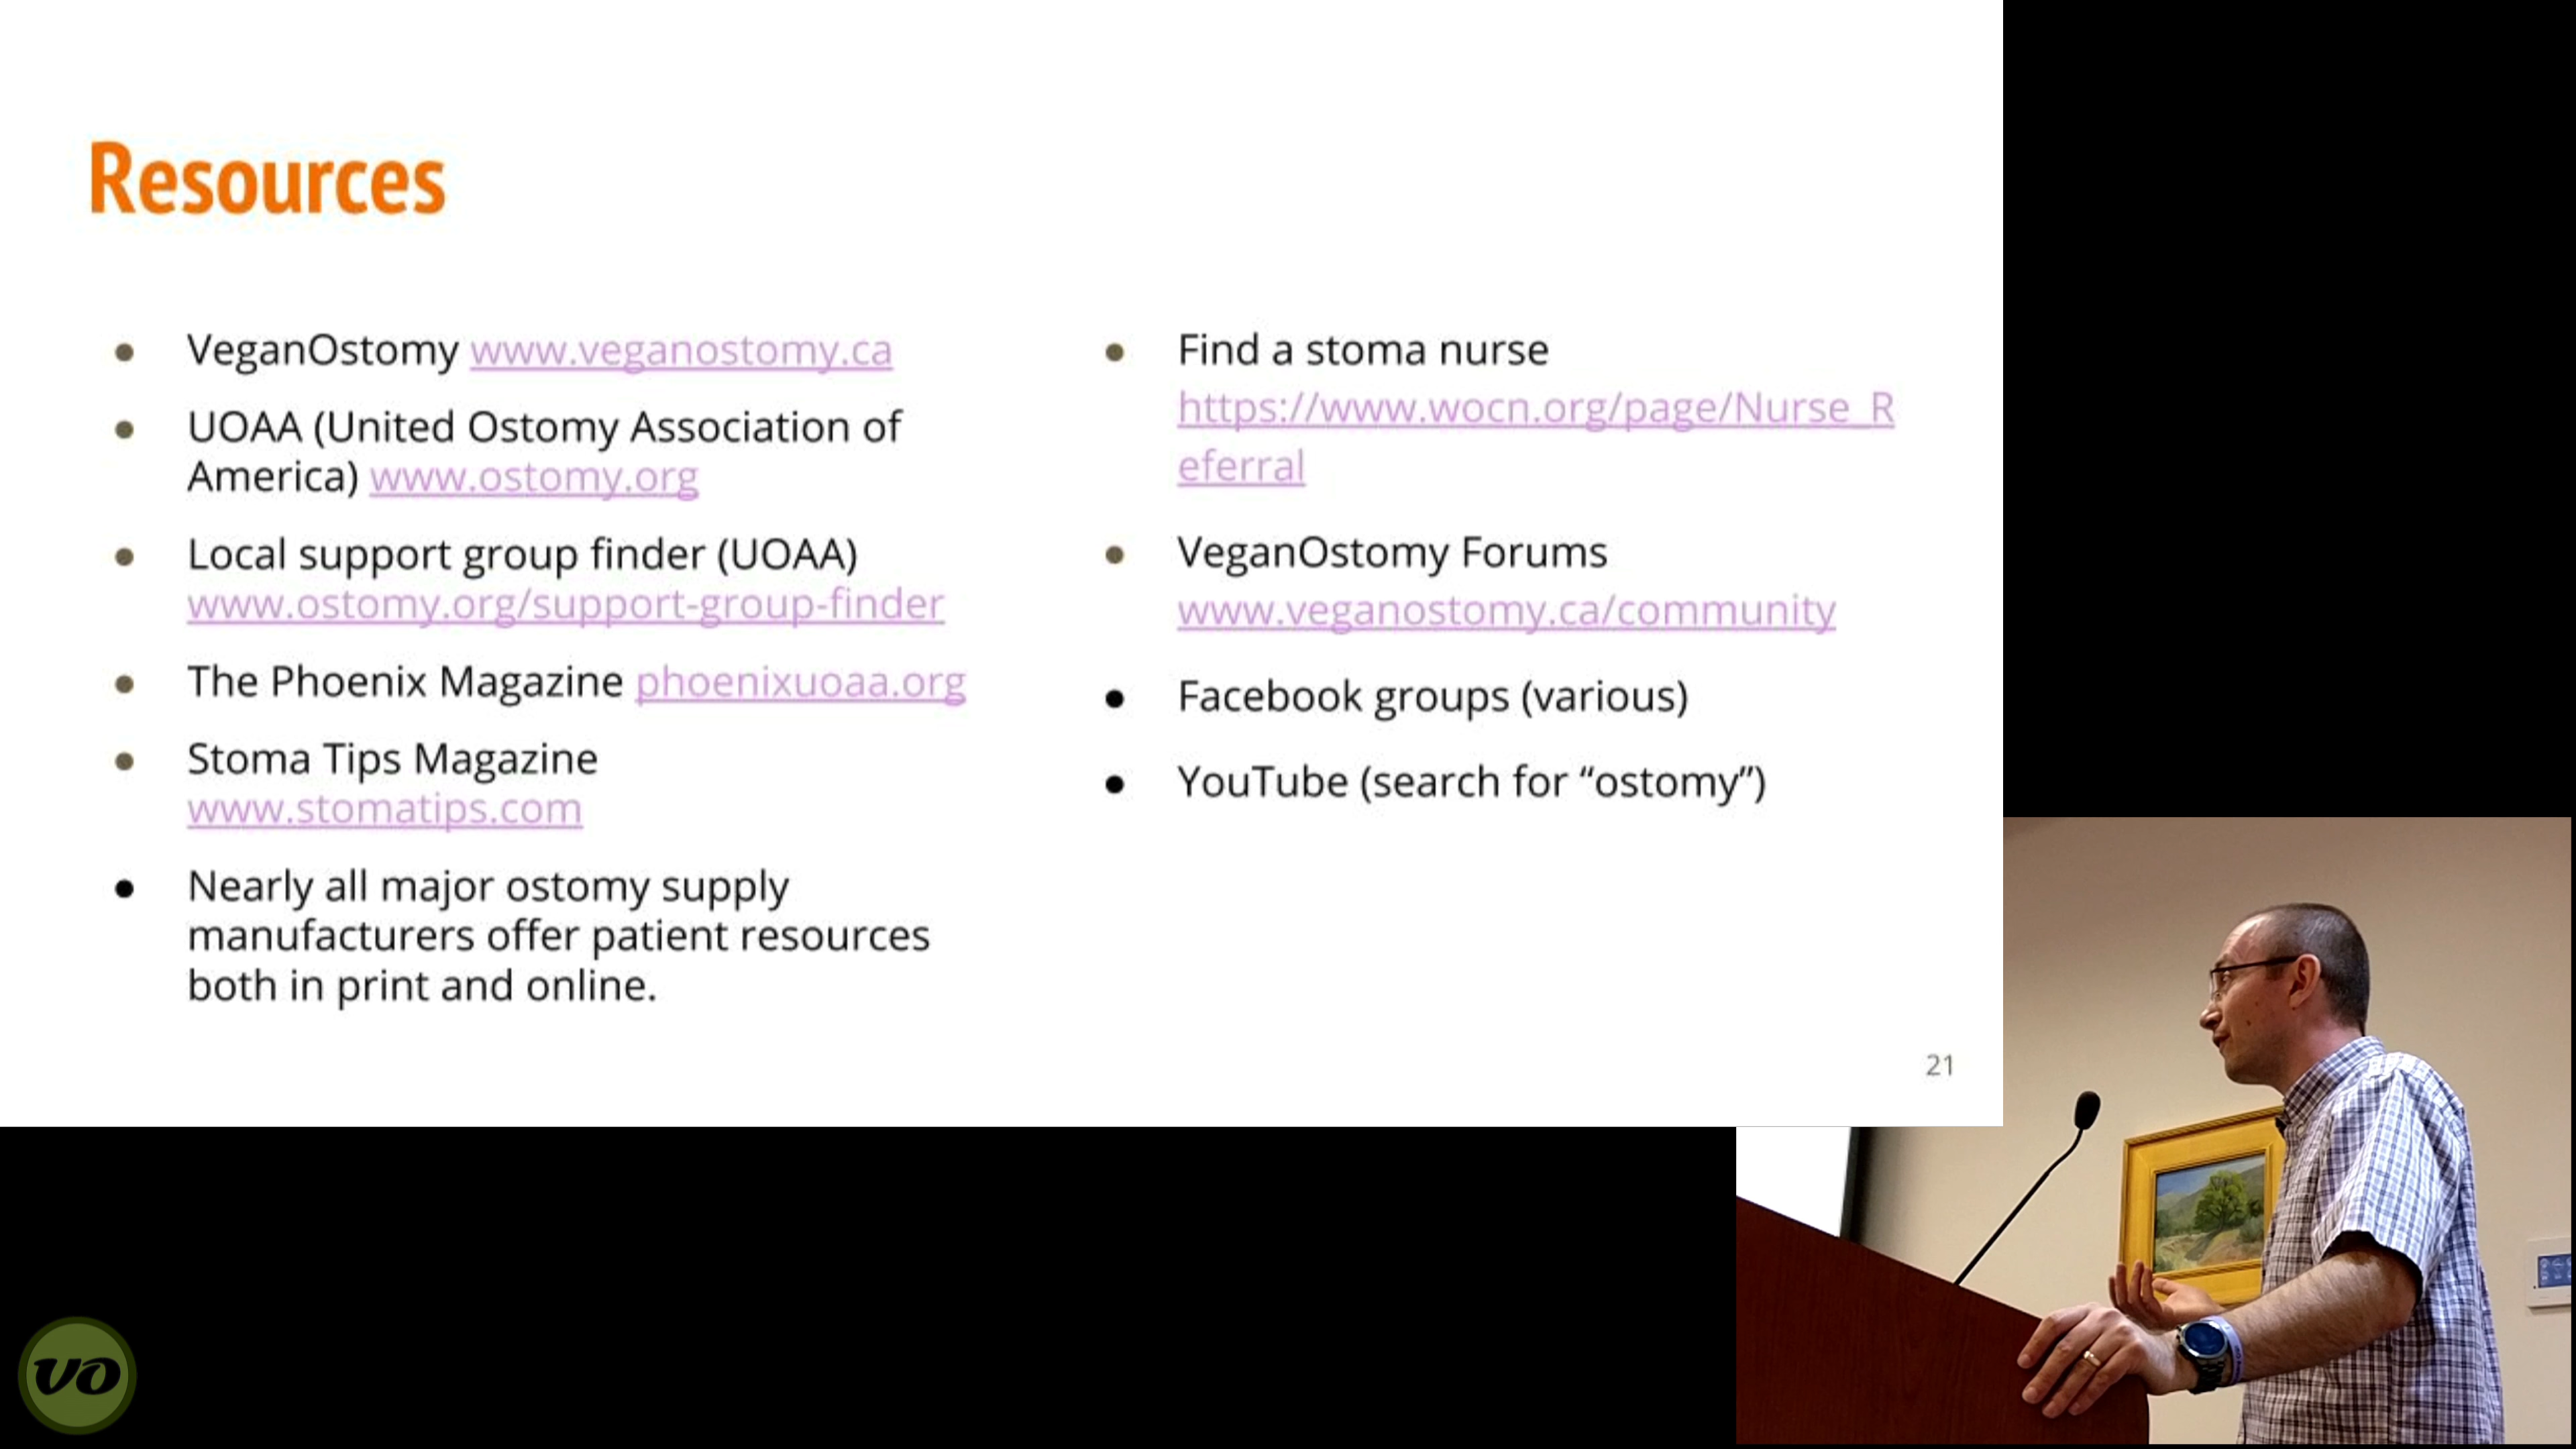 Resources
VeganOstomy www.veganostomy.ca
UOAA (United Ostomy Association of
America) www.ostomy.org
Local support group finder (UOAA)
www.ostomy.org/support-group-finder
The Phoenix Magazine phoenixuoaa.org
Stoma Tips Magazine
www.stomatips.com
Nearly all major ostomy supply
manufacturers offer patient resources
both in print and online.
Find a stoma nurse
https://www.wocn.org/page/Nurse_R
eferral
VeganOstomy Forums
www.veganostomy.ca/community
Facebook groups (various)
YouTube (search for “ostomy”)
21
vo